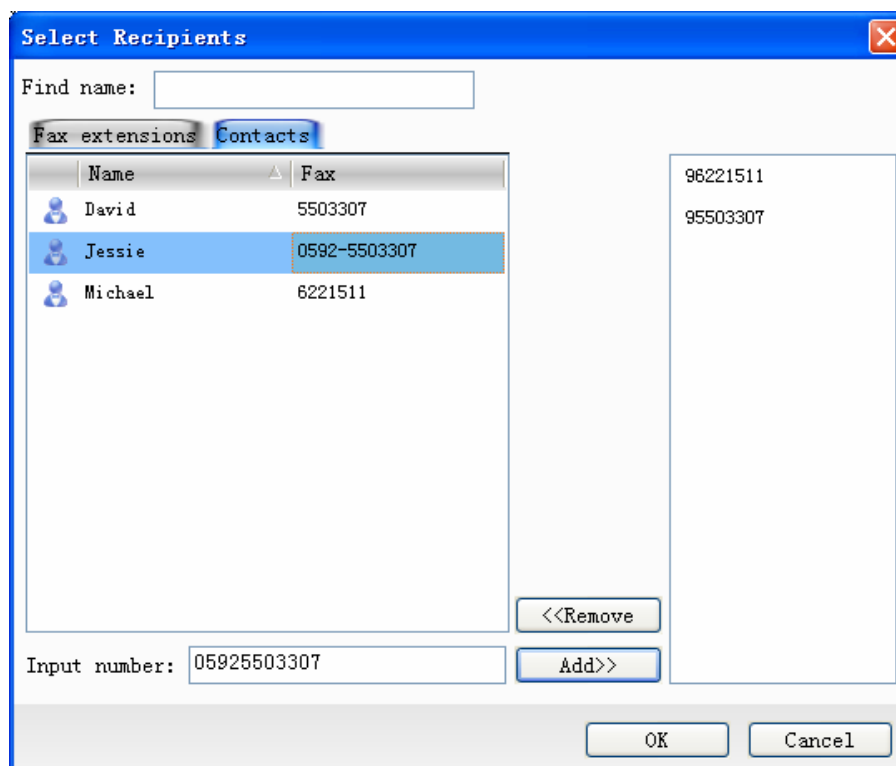 Select Recipients
Find name:
Fax extensions Contacts
Name Fax
David 5503307
Jessie 0592-5503307
Michael 6221511
96221511
95503307
<<Remove
Input number: 05925503307 Add>>
OK Cancel